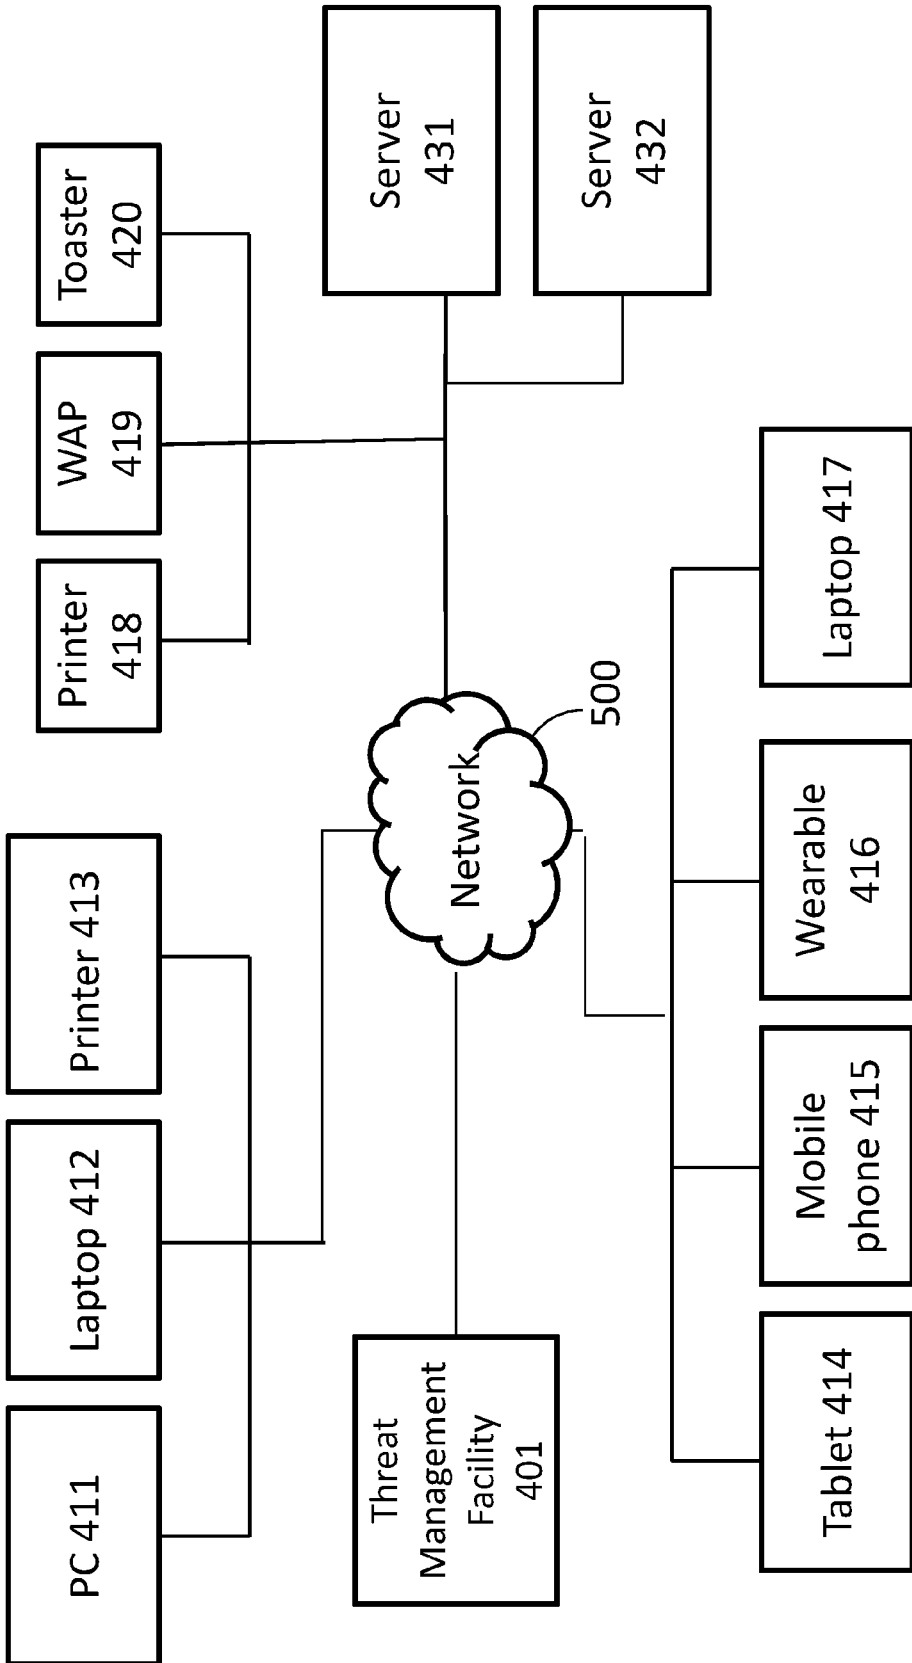 PC 411
Laptop 412
Printer 413
Printer
418
WAP
419
Toaster
420
Threat
Management
Facility
401
Network
500
Server
431
Server
432
Tablet 414
Mobile
phone 415
Wearable
416
Laptop 417